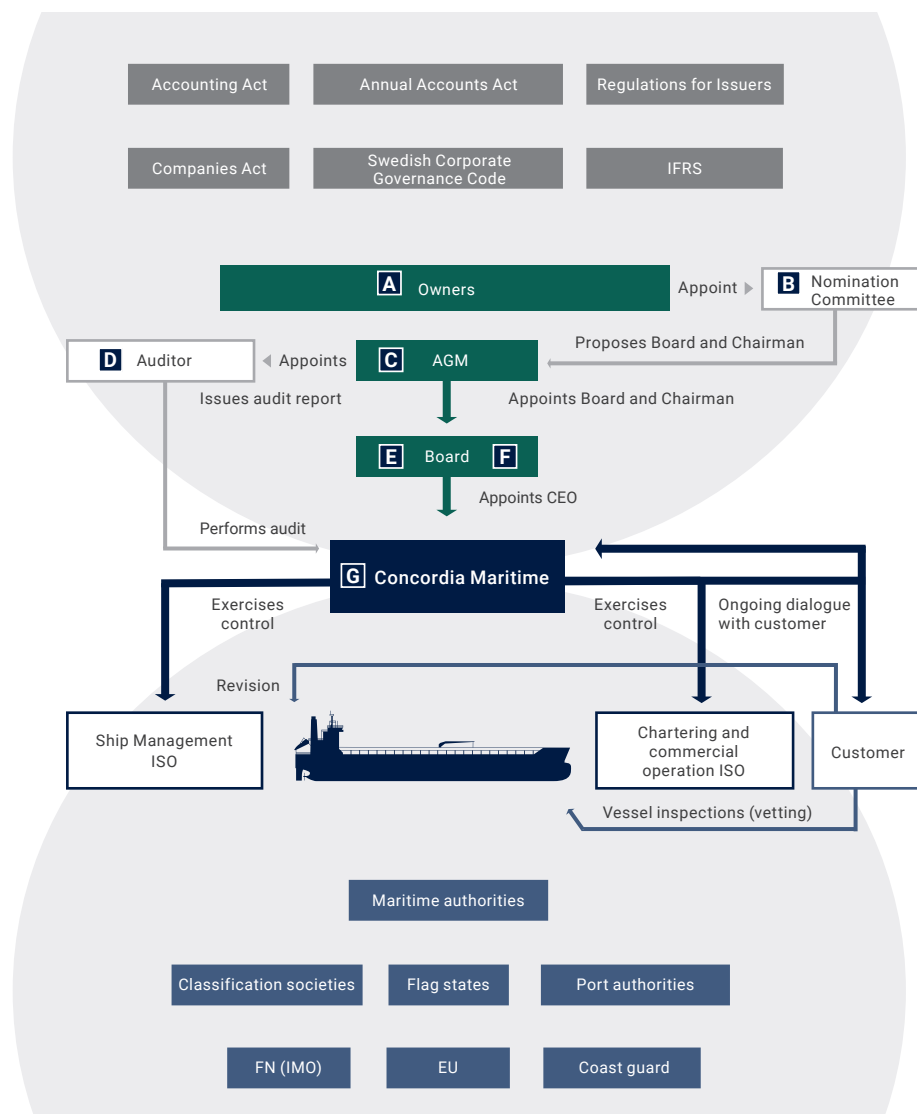 Accounting Act
Annual Accounts Act
Regulations for Issuers
Companies Act
Swedish Corporate
Governance Code
IFRS
A Owners
Appoint
B Nomination
Committee
Proposes Board and Chairman
D Auditor
Appoints
C AGM
Issues audit report
Appoints Board and Chairman
E Board F
Appoints CEO
Performs audit
G Concordia Maritime
Exercises
control
Exercises
control
Ongoing dialogue
with customer
Revision
Ship Management
ISO
Chartering and
commercial
operation ISO
Customer
Vessel inspections (vetting)
Maritime authorities
Classification societies
Flag states
Port authorities
FN (IMO)
EU
Coast guard